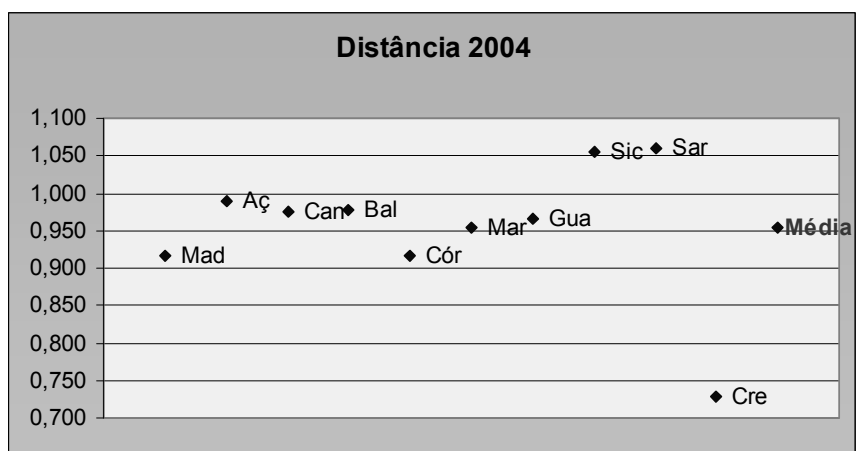 Distância 2004
1,100
1,050
1,000
0,950
0,900
0,850
0,800
0,750
0,700
Mad
Aç
Can
Bal
Cór
Mar
Gua
Sic
Sar
Cre
Média